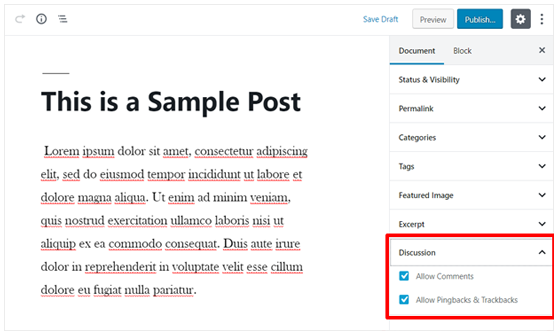 Save Draft
Preview
Publish...
Document
Block
This is a Sample Post
Lorem ipsum dolor sit amet, consectetur adipiscing
elit, sed do eiusmod tempor incididunt ut labore et
dolore magna aliqua. Ut enim ad minim veniam,
quis nostrud exercitation ullamco laboris nisi ut
aliquip ex ea commodo consequat. Duis aute irure
dolor in reprehenderit in voluptate velit esse cillum
dolore eu fugiat nulla pariatur.
Status & Visibility
Permalink
Categories
Tags
Featured Image
Excerpt
Discussion
Allow Comments
Allow Pingbacks & Trackbacks